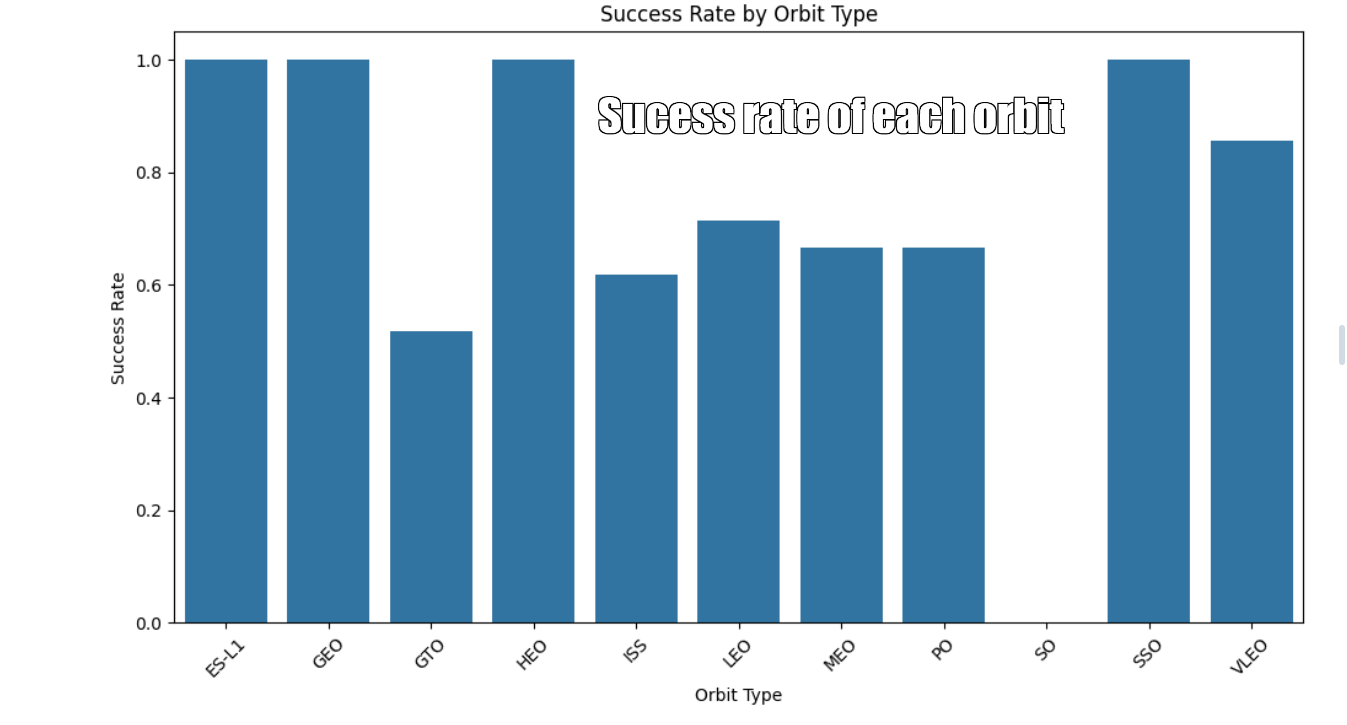 Success Rate by Orbit Type
Sucess rate of each orbit
Success Rate
1.0
0.8
0.6
0.4
0.2
0.0
ES-L1 GEO GTO HEO ISS LEO MEO PO SO SSO VLEO
Orbit Type